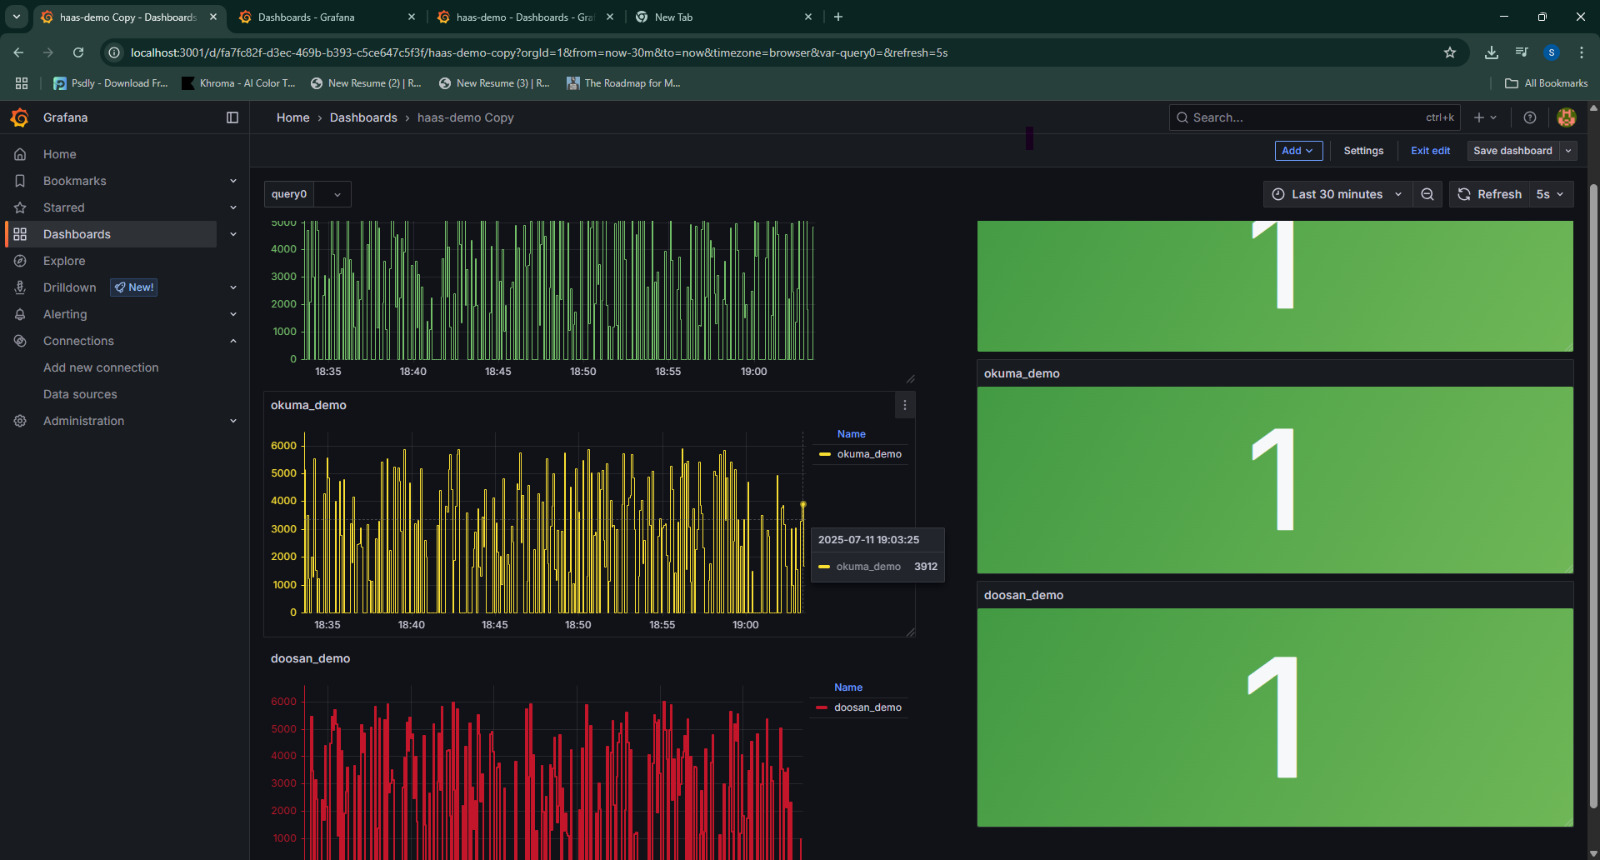 haas-demo Copy - Dashboards
Dashboards - Grafana
haas-demo - Dashboards - Gra
New Tab
localhost:3001/d/fa7fc82f-d3ec-469b-b393-c5ce647c5f3f/haas-demo-copy?orgId=1&from=now-30m&to=now&timezone=browser&var-query0=&refresh=5s
S
Psdly - Download Fr...
Khroma - AI Color T...
New Resume (2) | R...
New Resume (3) | R...
The Roadmap for M...
All Bookmarks
Grafana
Home › Dashboards › haas-demo Copy
Search...
ctrl+k
Add
Settings
Exit edit
Save dashboard
Home
Bookmarks
Starred
Dashboards
Explore
Drilldown
New!
Alerting
Connections
Add new connection
Data sources
Administration
query0
Last 30 minutes
Refresh
5s
5000
4000
3000
2000
1000
0
18:35
18:40
18:45
18:50
18:55
19:00
1
okuma_demo
6000
5000
4000
3000
2000
1000
0
18:35
18:40
18:45
18:50
18:55
19:00
Name
okuma_demo
2025-07-11 19:03:25
okuma_demo 3912
okuma_demo
1
doosan_demo
6000
5000
4000
3000
2000
1000
Name
doosan_demo
doosan_demo
1